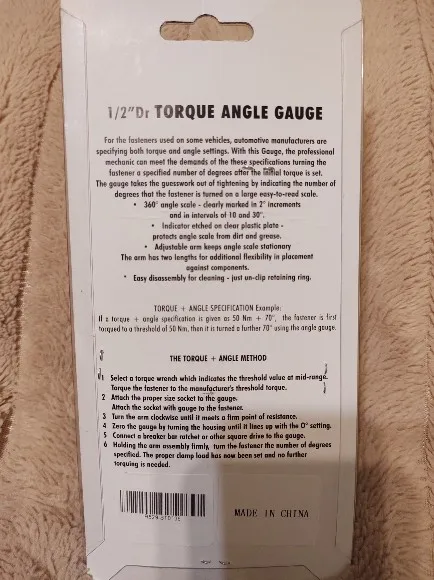 1/2"Dr TORQUE ANGLE GAUGE
For the fasteners used on some vehicles, automotive manufacturers are
specifying both torque and angle settings. With this Gauge, the professional
mechanic can meet the demands of the these specifications turning the
fastener a specified number of degrees after the initial torque is set.
The gauge takes the guesswork out of tightening by indicating the number of
degrees that the fastener is turned on a large easy-to-read scale.
• 360° angle scale - clearly marked in 2° increments
and in intervals of 10 and 30°.
• Indicator etched on clear plastic plate -
protects angle scale from dirt and grease.
• Adjustable arm keeps angle scale stationary
The arm has two lengths for additional flexibility in placement
against components.
• Easy disassembly for cleaning - just un-clip retaining ring.
TORQUE + ANGLE SPECIFICATION Example:
If a torque + angle specification is given as 50 Nm + 70°, the fastener is first
torqued to a threshold of 50 Nm, then it is turned a further 70° using the angle gauge.
THE TORQUE + ANGLE METHOD
1 Select a torque wrench which indicates the threshold value at mid-range.
Torque the fastener to the manufacturer's threshold torque.
2 Attach the proper size socket to the gauge.
Attach the socket with gauge to the fastener.
3 Turn the arm clockwise until it meets a firm point of resistance.
4 Zero the gauge by turning the housing until it lines up with the O° setting.
5 Connect a breaker bar ratchet or other square drive to the gauge.
6 Holding the arm assembly firmly, turn the fastener the number of degrees
specified. The proper clamp load has now been set and no further
torquing is needed.
MADE IN CHINA